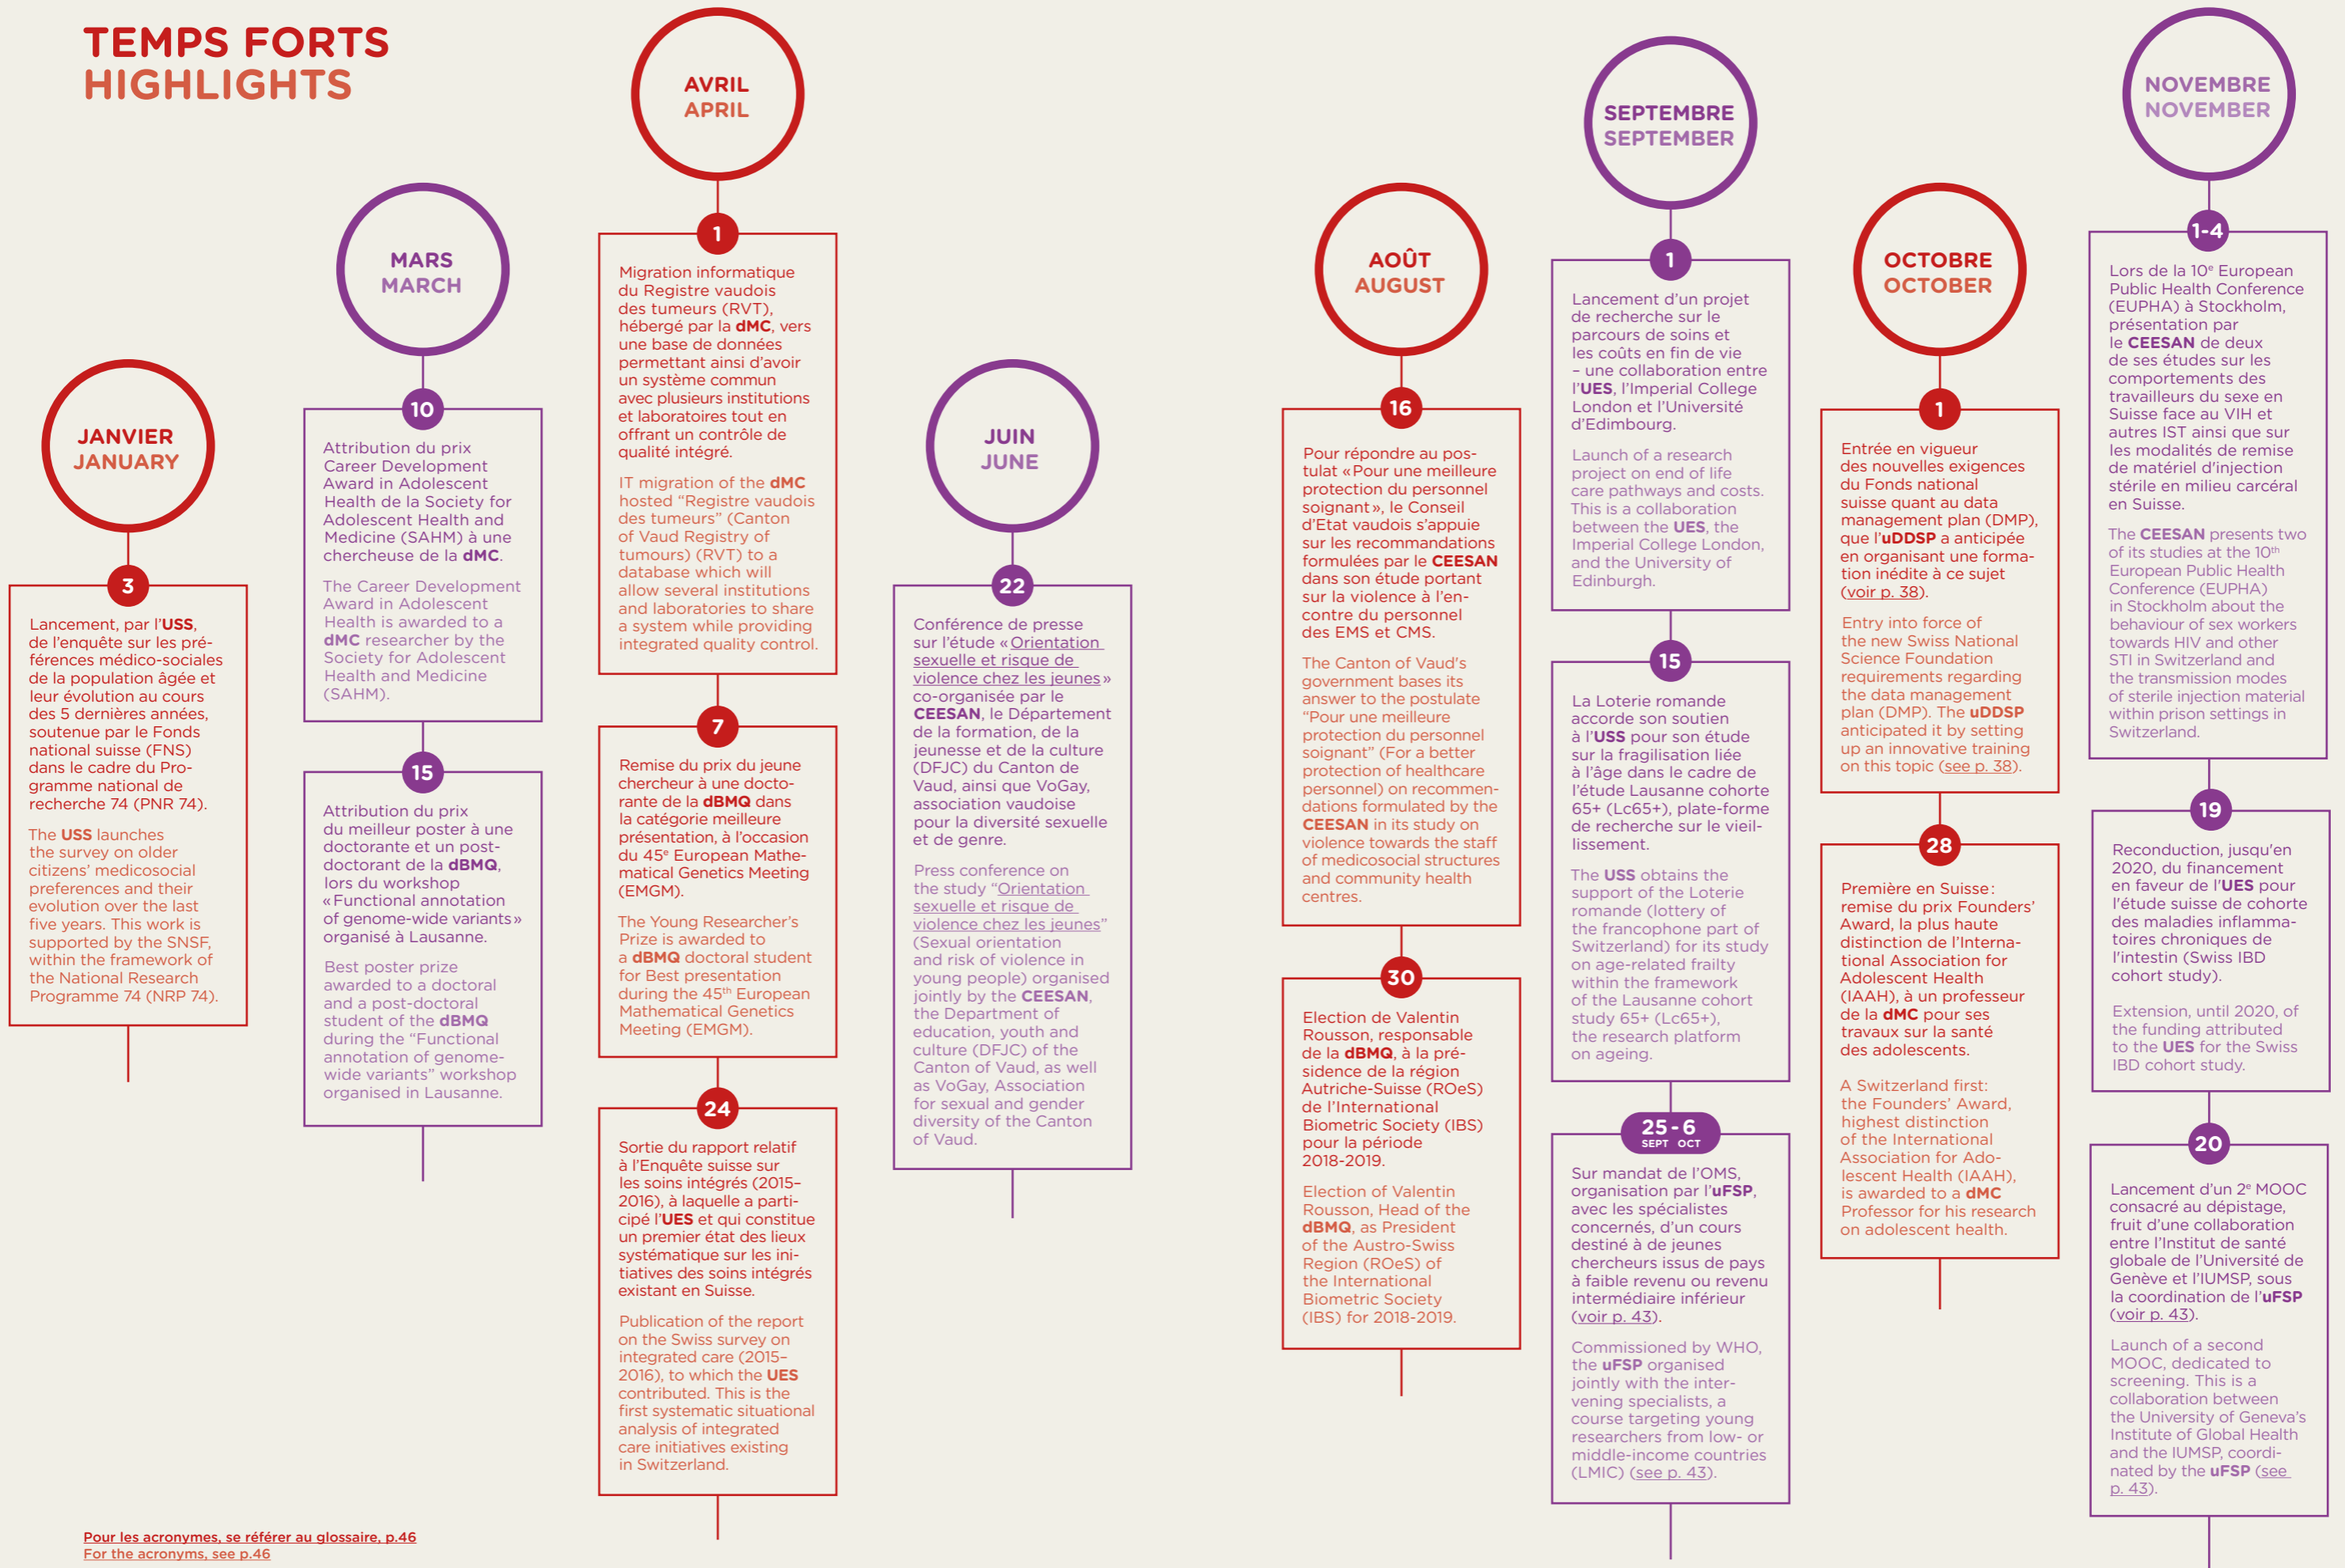 TEMPS FORTS
HIGHLIGHTS
JANVIER
JANUARY
3
Lancement, par l’USS,
de l’enquête sur les pré-
férences médico-sociales
de la population âgée et
leur évolution au cours
des 5 dernières années,
soutenue par le Fonds
national suisse (FNS)
dans le cadre du Pro-
gramme national de
recherche 74 (PNR 74).
The USS launches
the survey on older
citizens’ medicosocial
preferences and their
evolution over the last
five years. This work is
supported by the SNSF,
within the framework of
the National Research
Programme 74 (NRP 74).
MARS
MARCH
10
Attribution du prix
Career Development
Award in Adolescent
Health de la Society for
Adolescent Health and
Medicine (SAHM) à une
chercheuse de la dMC.
The Career Development
Award in Adolescent
Health is awarded to a
dMC researcher by the
Society for Adolescent
Health and Medicine
(SAHM).
15
Attribution du prix
du meilleur poster à une
doctorante et un post-
doctorant de la dBMQ,
lors du workshop
«Functional annotation
of genome-wide variants»
organisé à Lausanne.
Best poster prize
awarded to a doctoral
and a post-doctoral
student of the dBMQ
during the “Functional
annotation of genome-
wide variants” workshop
organised in Lausanne.
AVRIL
APRIL
1
Migration informatique
du Registre vaudois
des tumeurs (RVT),
hébergé par la dMC, vers
une base de données
permettant ainsi d’avoir
un système commun
avec plusieurs institutions
et laboratoires tout en
offrant un contrôle de
qualité intégré.
IT migration of the dMC
hosted “Registre vaudois
des tumeurs” (Canton
of Vaud Registry of
tumours) (RVT) to a
database which will
allow several institutions
and laboratories to share
a system while providing
integrated quality control.
7
Remise du prix du jeune
chercheur à une docto-
rante de la dBMQ dans
la catégorie meilleure
présentation, à l’occasion
du 45e European Mathe-
matical Genetics Meeting
(EMGM).
The Young Researcher’s
Prize is awarded to
a dBMQ doctoral student
for Best presentation
during the 45th European
Mathematical Genetics
Meeting (EMGM).
24
Sortie du rapport relatif
à l’Enquête suisse sur
les soins intégrés (2015–
2016), à laquelle a parti-
cipé l’UES et qui constitue
un premier état des lieux
systématique sur les ini-
tiatives des soins intégrés
existant en Suisse.
Publication of the report
on the Swiss survey on
integrated care (2015–
2016), to which the UES
contributed. This is the
first systematic situational
analysis of integrated
care initiatives existing
in Switzerland.
JUIN
JUNE
22
Conférence de presse
sur l’étude «Orientation
sexuelle et risque de
violence chez les jeunes»
co-organisée par le
CEESAN, le Département
de la formation, de la
jeunesse et de la culture
(DFJC) du Canton de
Vaud, ainsi que VoGay,
association vaudoise
pour la diversité sexuelle
et de genre.
Press conference on
the study “Orientation
sexuelle et risque de
violence chez les jeunes”
(Sexual orientation
and risk of violence in
young people) organised
jointly by the CEESAN,
the Department of
education, youth and
culture (DFJC) of the
Canton of Vaud, as well
as VoGay, Association
for sexual and gender
diversity of the Canton
of Vaud.
AOÛT
AUGUST
16
Pour répondre au pos-
tulat «Pour une meilleure
protection du personnel
soignant», le Conseil
d’Etat vaudois s’appuie
sur les recommandations
formulées par le CEESAN
dans son étude portant
sur la violence à l’en-
contre du personnel
des EMS et CMS.
The Canton of Vaud's
government bases its
answer to the postulate
“Pour une meilleure
protection du personnel
soignant” (For a better
protection of healthcare
personnel) on recommen-
dations formulated by the
CEESAN in its study on
violence towards the staff
of medicosocial structures
and community health
centres.
30
Election de Valentin
Rousson, responsable
de la dBMQ, à la pré-
sidence de la région
Autriche-Suisse (ROeS)
de l’International
Biometric Society (IBS)
pour la période
2018-2019.
Election of Valentin
Rousson, Head of the
dBMQ, as President
of the Austro-Swiss
Region (ROeS) of
the International
Biometric Society
(IBS) for 2018-2019.
SEPTEMBRE
SEPTEMBER
1
Lancement d’un projet
de recherche sur le
parcours de soins et
les coûts en fin de vie
– une collaboration entre
l’UES, l’Imperial College
London et l’Université
d’Edimbourg.
Launch of a research
project on end of life
care pathways and costs.
This is a collaboration
between the UES, the
Imperial College London,
and the University of
Edinburgh.
15
La Loterie romande
accorde son soutien
à l’USS pour son étude
sur la fragilisation liée
à l’âge dans le cadre de
l’étude Lausanne cohorte
65+ (Lc65+), plate-forme
de recherche sur le vieil-
lissement.
The USS obtains the
support of the Loterie
romande (lottery of
the francophone part of
Switzerland) for its study
on age-related frailty
within the framework
of the Lausanne cohort
study 65+ (Lc65+),
the research platform
on ageing.
25 - 6
SEPT OCT
Sur mandat de l’OMS,
organisation par l’uFSP,
avec les spécialistes
concernés, d’un cours
destiné à de jeunes
chercheurs issus de pays
à faible revenu ou revenu
intermédiaire inférieur
(voir p. 43).
Commissioned by WHO,
the uFSP organised
jointly with the inter-
vening specialists, a
course targeting young
researchers from low- or
middle-income countries
(LMIC) (see p. 43).
OCTOBRE
OCTOBER
1
Entrée en vigueur
des nouvelles exigences
du Fonds national
suisse quant au data
management plan (DMP),
que l’uDDSP a anticipée
en organisant une forma-
tion inédite à ce sujet
(voir p. 38).
Entry into force of
the new Swiss National
Science Foundation
requirements regarding
the data management
plan (DMP). The uDDSP
anticipated it by setting
up an innovative training
on this topic (see p. 38).
28
Première en Suisse:
remise du prix Founders’
Award, la plus haute
distinction de l’Interna-
tional Association for
Adolescent Health
(IAAH), à un professeur
de la dMC pour ses
travaux sur la santé
des adolescents.
A Switzerland first:
the Founders’ Award,
highest distinction
of the International
Association for Ado-
lescent Health (IAAH),
is awarded to a dMC
Professor for his research
on adolescent health.
NOVEMBRE
NOVEMBER
1-4
Lors de la 10e European
Public Health Conference
(EUPHA) à Stockholm,
présentation par
le CEESAN de deux
de ses études sur les
comportements des
travailleurs du sexe en
Suisse face au VIH et
autres IST ainsi que sur
les modalités de remise
de matériel d’injection
stérile en milieu carcéral
en Suisse.
The CEESAN presents two
of its studies at the 10th
European Public Health
Conference (EUPHA)
in Stockholm about the
behaviour of sex workers
towards HIV and other
STI in Switzerland and
the transmission modes
of sterile injection material
within prison settings in
Switzerland.
19
Reconduction, jusqu'en
2020, du financement
en faveur de l'UES pour
l'étude suisse de cohorte
des maladies inflamma-
toires chroniques de
l'intestin (Swiss IBD
cohort study).
Extension, until 2020, of
the funding attributed
to the UES for the Swiss
IBD cohort study.
20
Lancement d’un 2e MOOC
consacré au dépistage,
fruit d’une collaboration
entre l’Institut de santé
globale de l’Université de
Genève et l’IUMSP, sous
la coordination de l’uFSP
(voir p. 43).
Launch of a second
MOOC, dedicated to
screening. This is a
collaboration between
the University of Geneva’s
Institute of Global Health
and the IUMSP, coordi-
nated by the uFSP (see
p. 43).
Pour les acronymes, se référer au glossaire, p.46
For the acronyms, see p.46